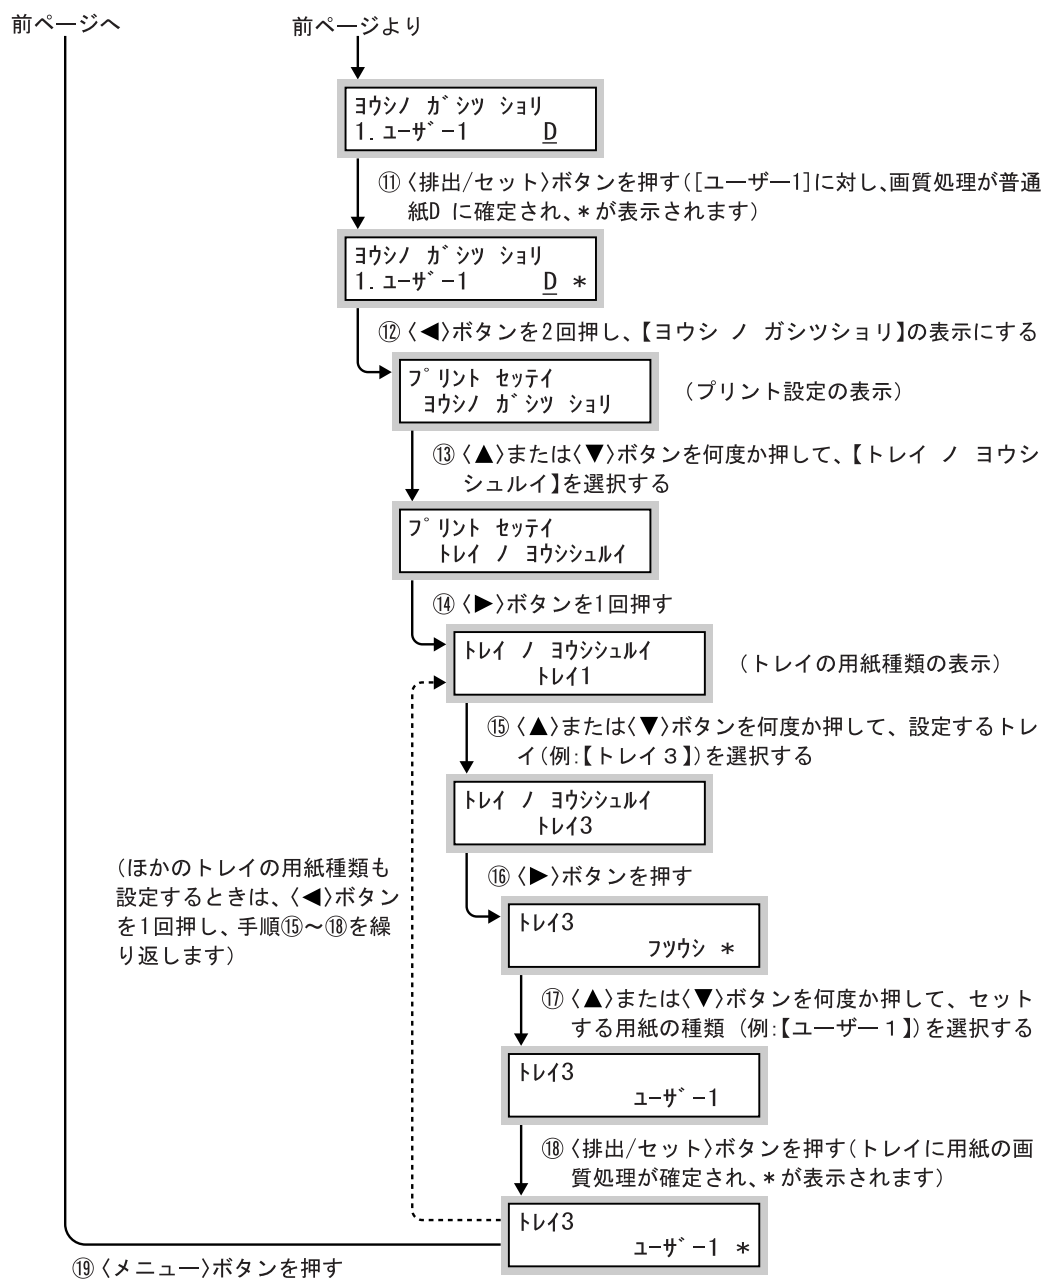 前ページへ
前ページより
ﾖｳｼﾉ ｶﾞｼﾂ ｼｮﾘ
1.ﾕｰｻﾞｰ1 D
⑪〈排出/セット〉ボタンを押す([ユーザー1]に対し、画質処理が普通
紙D に確定され、＊が表示されます)
ﾖｳｼﾉ ｶﾞｼﾂ ｼｮﾘ
1.ﾕｰｻﾞｰ1 D ＊
⑫〈◀〉ボタンを2回押し、【ヨウシ ノ ガシツショリ】の表示にする
ﾌﾟﾘﾝﾄ ｾｯﾃｲ
ﾖｳｼﾉ ｶﾞｼﾂ ｼｮﾘ
（プリント設定の表示）
⑬〈▲〉または〈▼〉ボタンを何度か押して、【トレイ ノ ヨウシ
シュルイ】を選択する
ﾌﾟﾘﾝﾄ ｾｯﾃｲ
ﾄﾚｲ ﾉ ﾖｳｼｼｭﾙｲ
⑭〈▶〉ボタンを1回押す
ﾄﾚｲ ﾉ ﾖｳｼｼｭﾙｲ
ﾄﾚｲ1
（トレイの用紙種類の表示）
⑮〈▲〉または〈▼〉ボタンを何度か押して、設定するトレ
イ(例:【トレイ３】)を選択する
ﾄﾚｲ ﾉ ﾖｳｼｼｭﾙｲ
ﾄﾚｲ3
(ほかのトレイの用紙種類も
設定するときは、〈◀〉ボタン
を1回押し、手順⑮～⑱を繰
り返します)
⑯〈▶〉ボタンを押す
ﾄﾚｲ3
ﾌﾂｳｼ ＊
⑰〈▲〉または〈▼〉ボタンを何度か押して、セット
する用紙の種類 (例:【ユーザー１】)を選択する
ﾄﾚｲ3
ﾕｰｻﾞｰ1
⑱〈排出/セット〉ボタンを押す(トレイに用紙の画
質処理が確定され、＊が表示されます)
ﾄﾚｲ3
ﾕｰｻﾞｰ1 ＊
⑲〈メニュー〉ボタンを押す